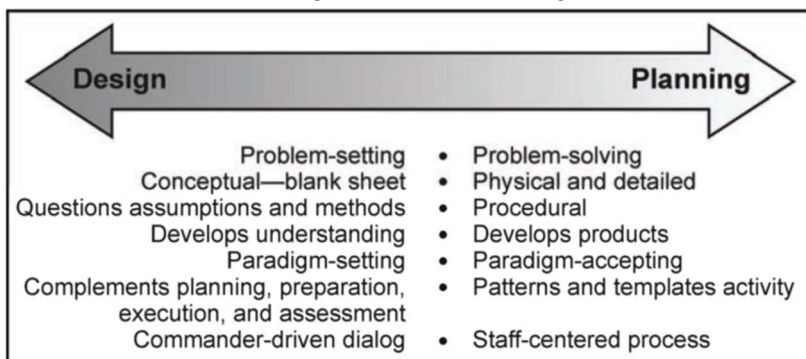 Design Planning
Problem-setting • Problem-solving
Conceptual—blank sheet • Physical and detailed
Questions assumptions and methods • Procedural
Develops understanding • Develops products
Paradigm-setting • Paradigm-accepting
Complements planning, preparation, • Patterns and templates activity
execution, and assessment
Commander-driven dialog • Staff-centered process